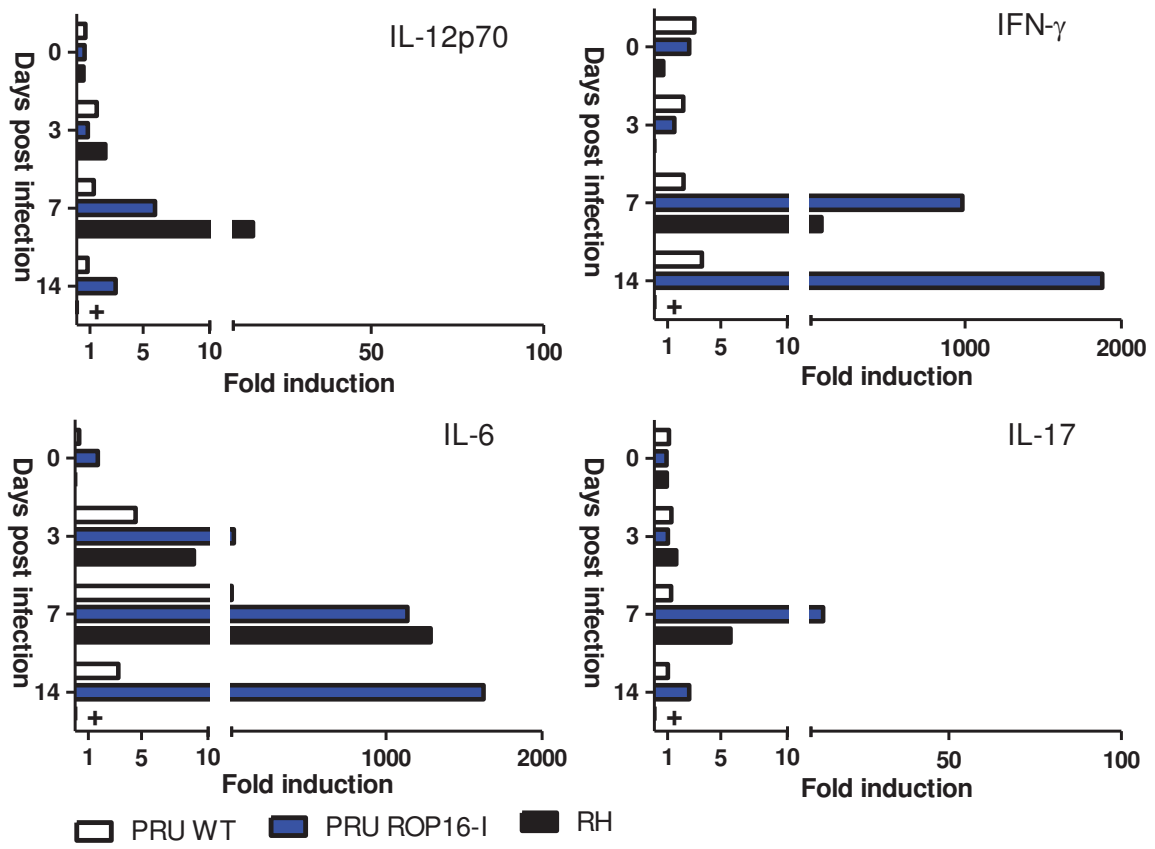 IL-12p70
Days post infection
0
3
7
14
+
1 5 10 50 100
Fold induction
IFN-γ
Days post infection
0
3
7
14
+
1 5 10 1000 2000
Fold induction
IL-6
Days post infection
0
3
7
14
+
1 5 10 1000 2000
Fold induction
IL-17
Days post infection
0
3
7
14
+
1 5 10 50 100
Fold induction
PRU WT PRU ROP16-I RH